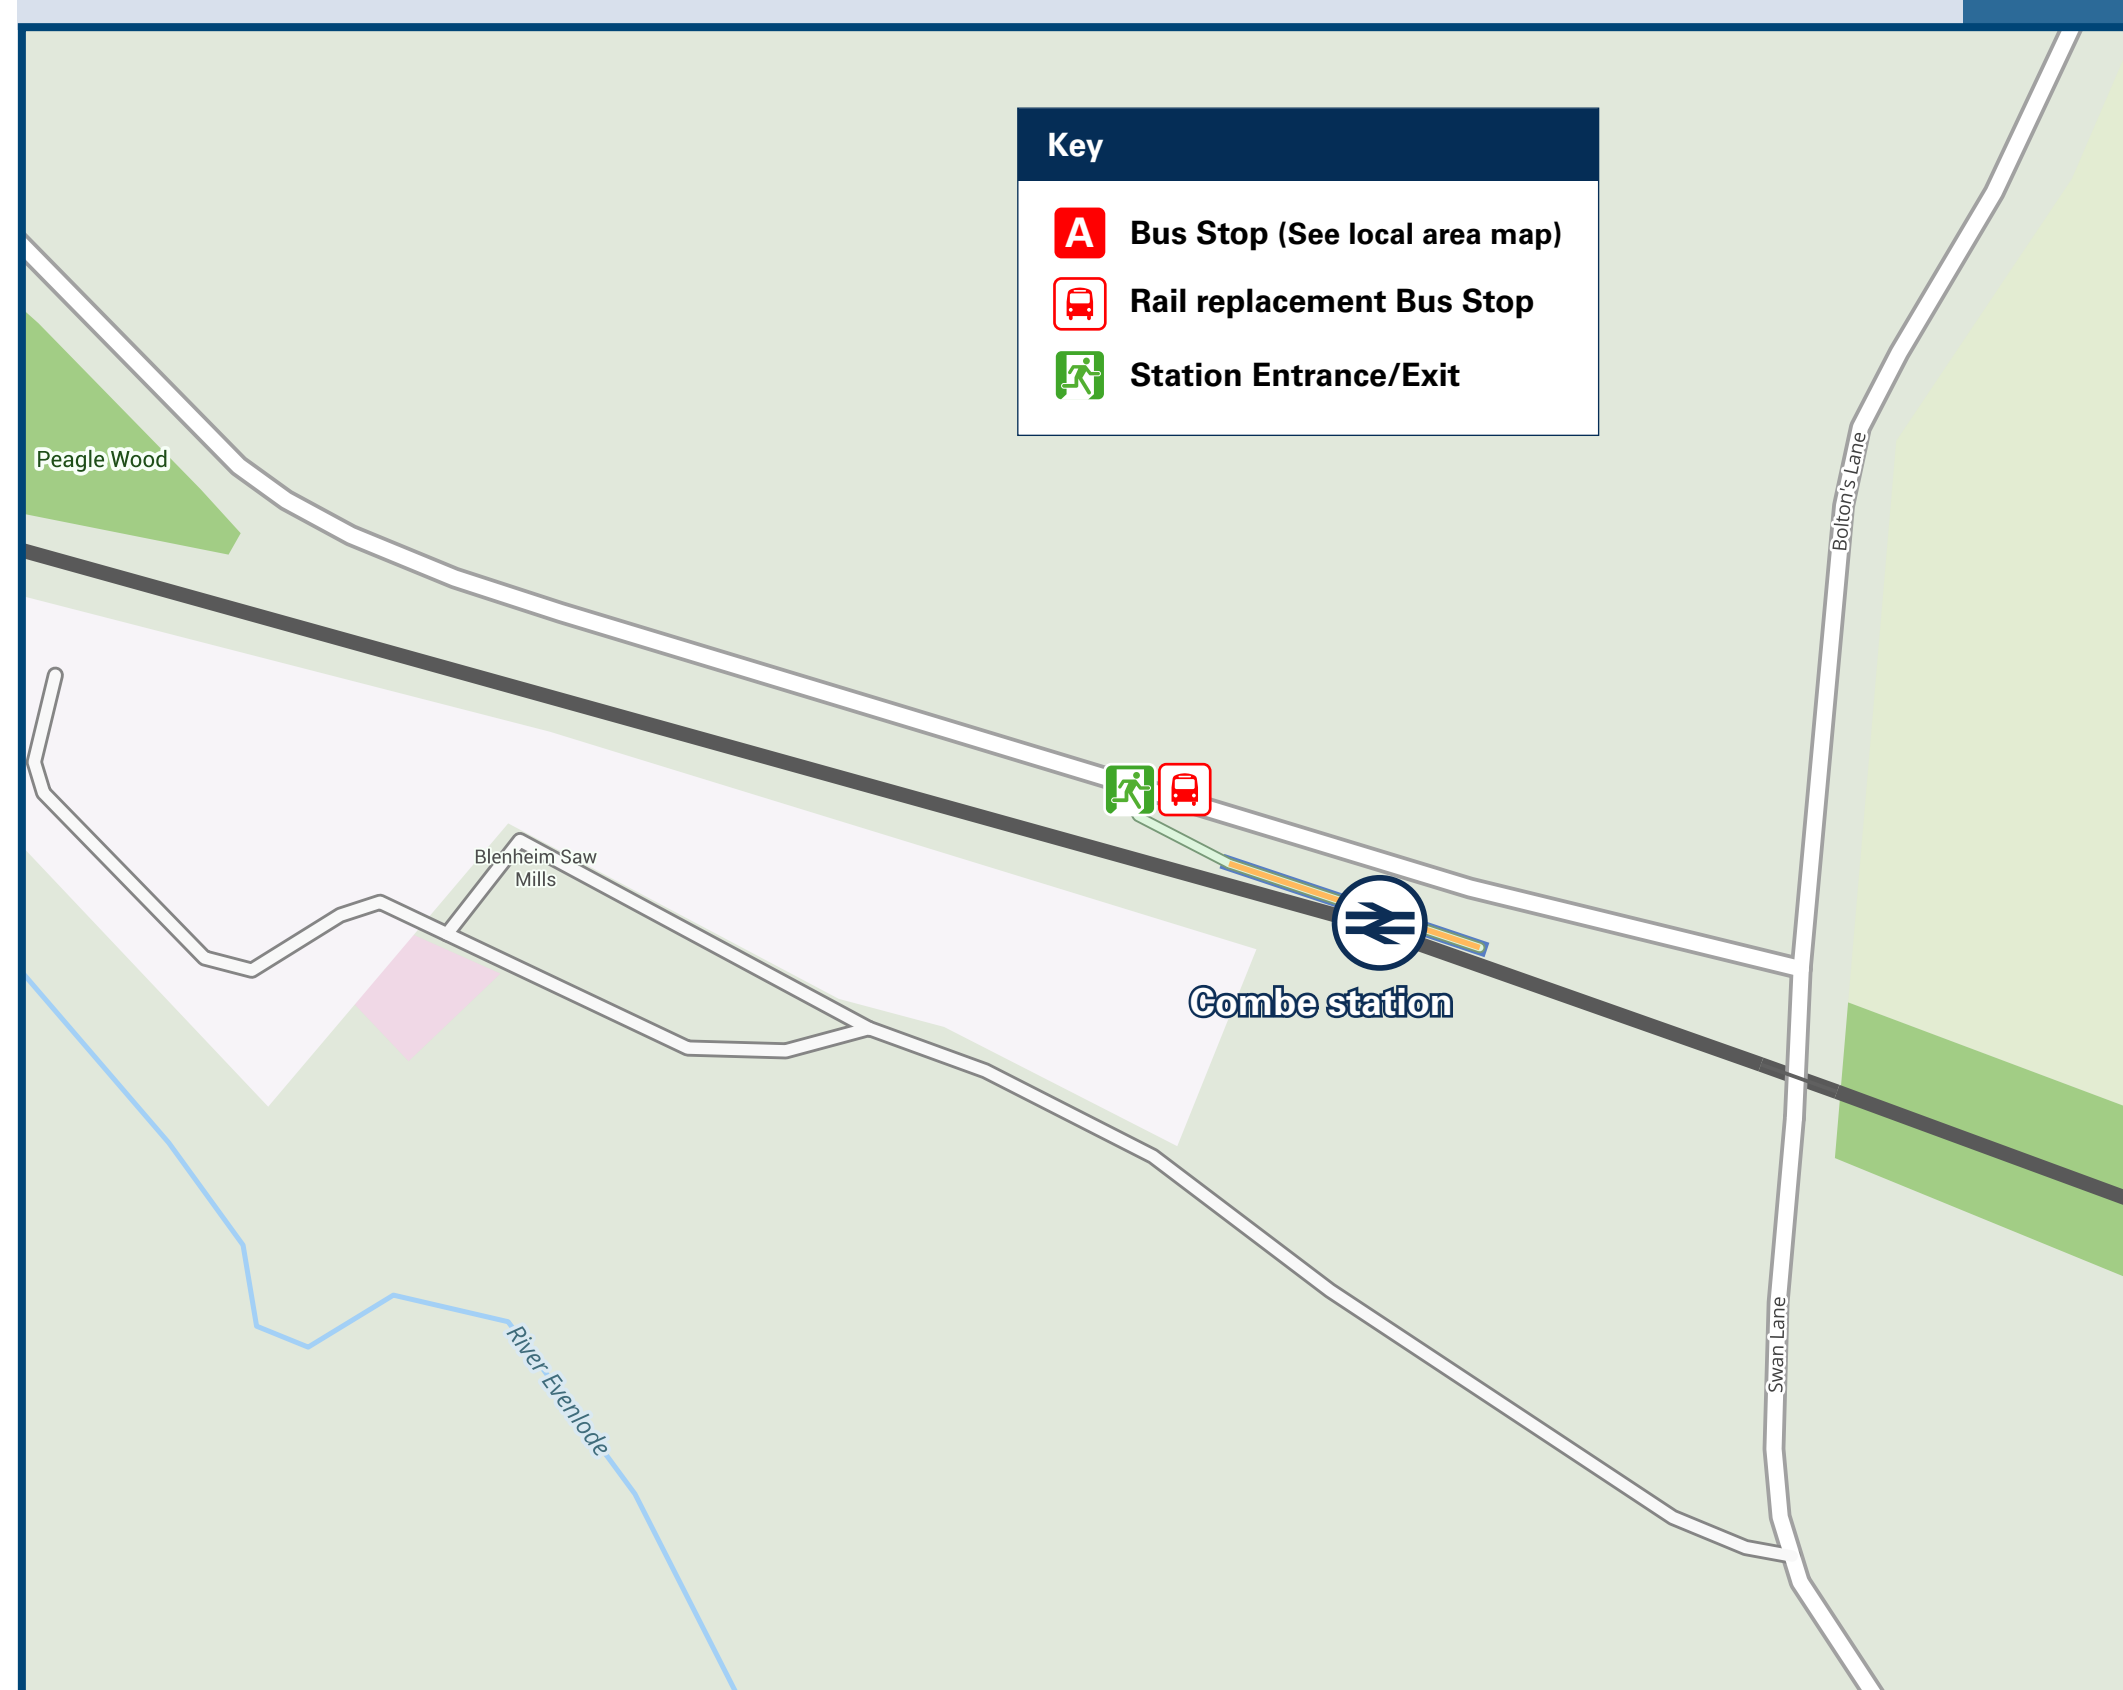 Key
A
Bus Stop (See local area map)
Rail replacement Bus Stop
Station Entrance/Exit
Peagle Wood
Bolton's Lane
Blenheim Saw
Mills
Combe station
Swan Lane
River Evenlode